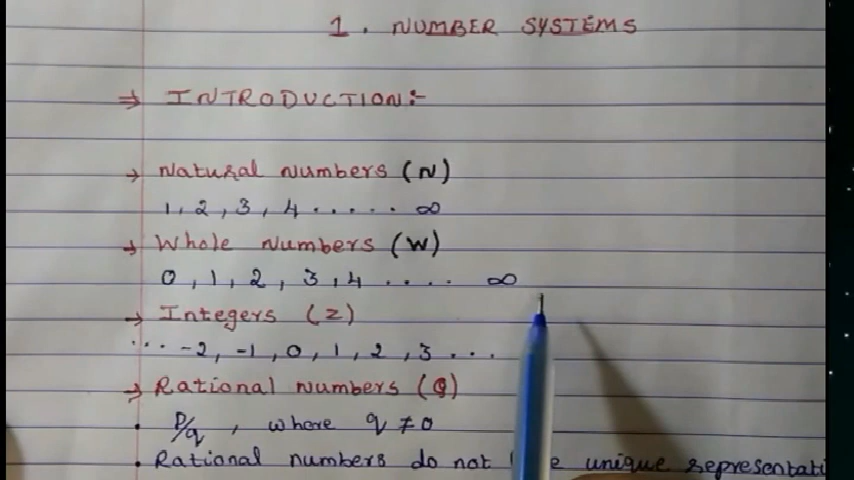 1. NUMBER SYSTEMS
⇒ INTRODUCTION:-
→ Natural Numbers (N)
1, 2, 3, 4 ..... ∞
→ Whole Numbers (W)
0, 1, 2, 3, 4 .... ∞
→ Integers (Z)
... -2, -1, 0, 1, 2, 3 ...
→ Rational Numbers (Q)
• P/q, where q ≠ 0
• Rational numbers do not unique